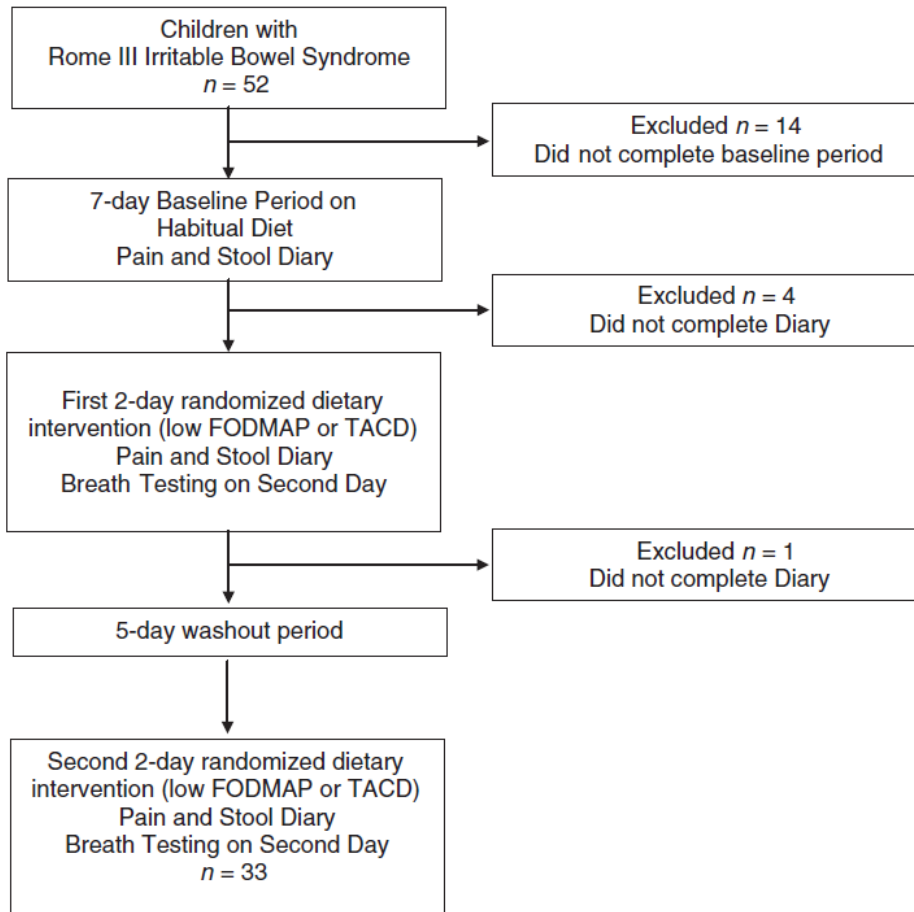 Children with
Rome III Irritable Bowel Syndrome
n = 52
Excluded n = 14
Did not complete baseline period
7-day Baseline Period on
Habitual Diet
Pain and Stool Diary
Excluded n = 4
Did not complete Diary
First 2-day randomized dietary
intervention (low FODMAP or TACD)
Pain and Stool Diary
Breath Testing on Second Day
Excluded n = 1
Did not complete Diary
5-day washout period
Second 2-day randomized dietary
intervention (low FODMAP or TACD)
Pain and Stool Diary
Breath Testing on Second Day
n = 33